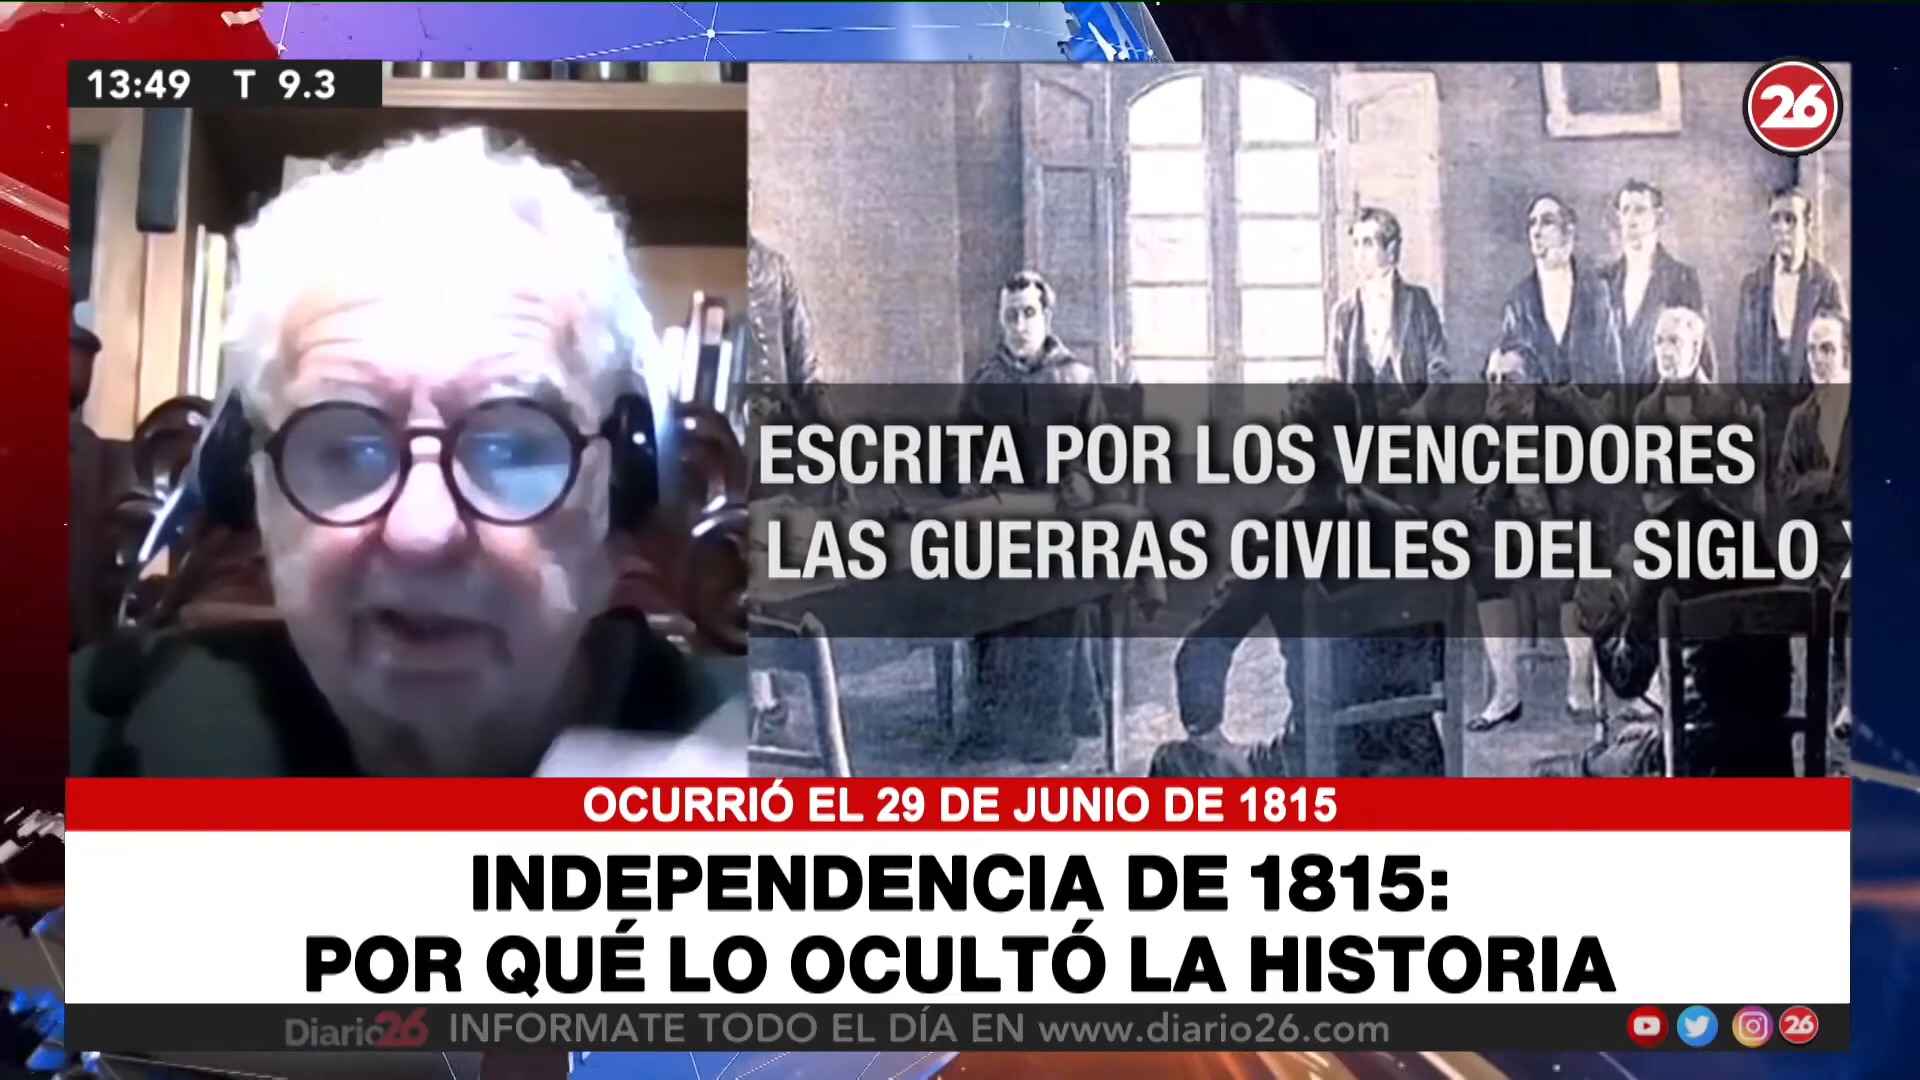 13:49 T 9.3
26
ESCRITA POR LOS VENCEDORES
LAS GUERRAS CIVILES DEL SIGLO
OCURRIÓ EL 29 DE JUNIO DE 1815
INDEPENDENCIA DE 1815:
POR QUÉ LO OCULTÓ LA HISTORIA
Diario26 INFORMATE TODO EL DÍA EN www.diario26.com
26